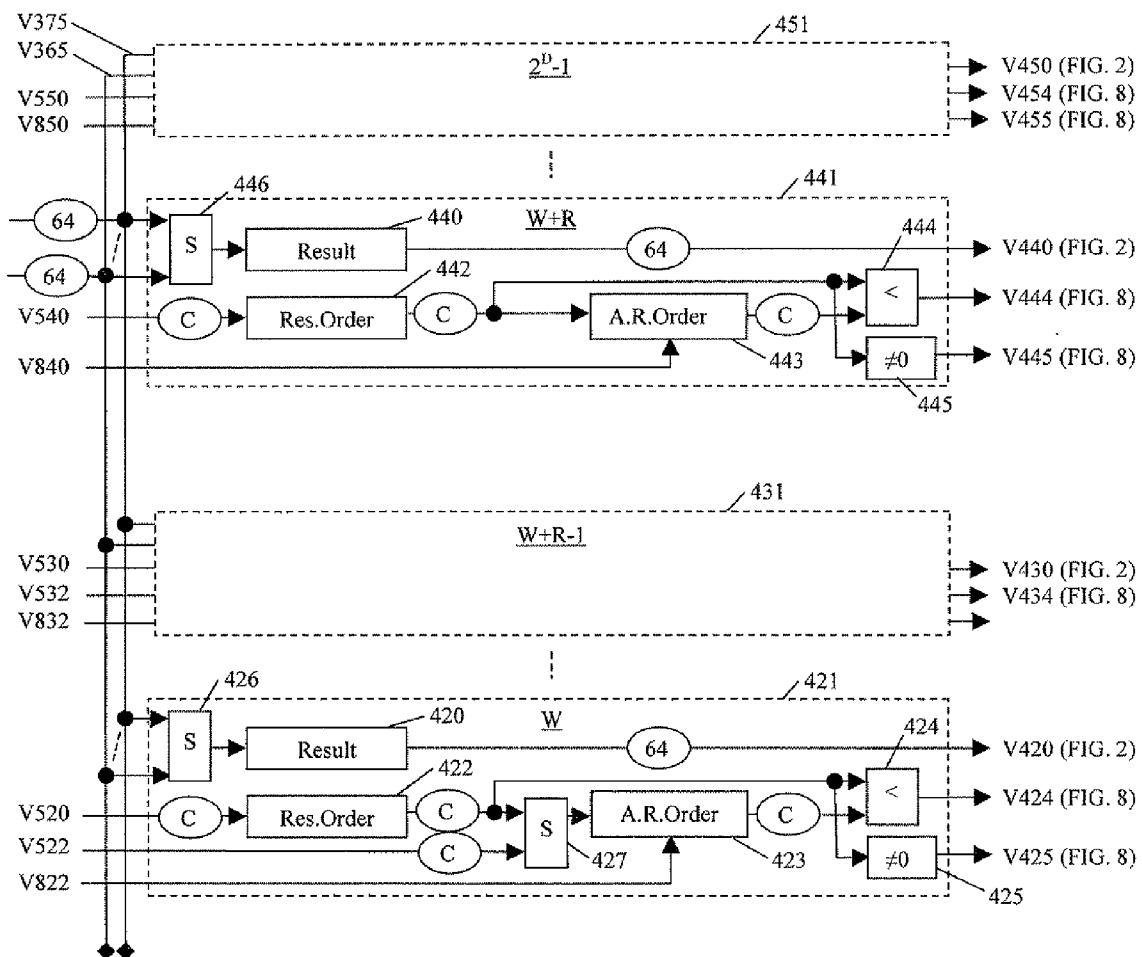 V375
451
V365
2^D-1
V450 (FIG. 2)
V550
V454 (FIG. 8)
V850
V455 (FIG. 8)
446
441
440
W+R
444
64
S
Result
64
V440 (FIG. 2)
64
442
<
V540
C
Res.Order
C
A.R.Order
C
V444 (FIG. 8)
V840
443
≠0
V445 (FIG. 8)
445
431
W+R-1
V530
V430 (FIG. 2)
V532
V434 (FIG. 8)
V832
426
421
420
W
424
S
Result
64
V420 (FIG. 2)
422
<
V520
C
Res.Order
C
S
A.R.Order
C
V424 (FIG. 8)
V522
C
427
423
≠0
V425 (FIG. 8)
V822
425